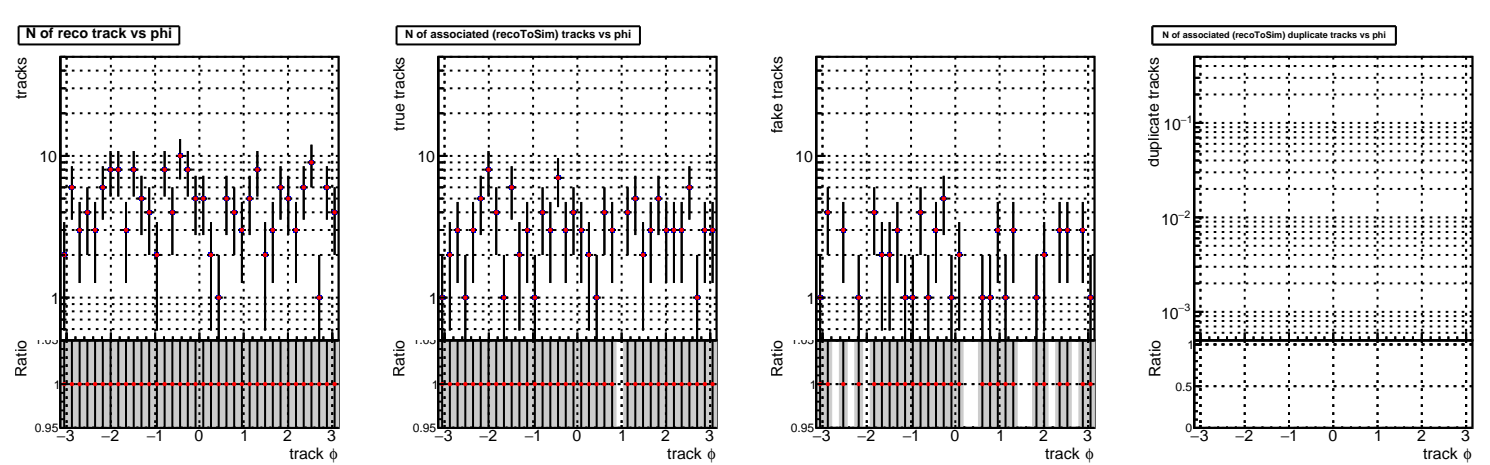 N of reco track vs phi
N of associated (recoToSim) tracks vs phi
N of associated (recoToSim) duplicate tracks vs phi
tracks
10
1
Ratio
1.05
1
0.95
−3 −2 −1 0 1 2 3
track ϕ
true tracks
10
1
Ratio
1.05
1
0.95
−3 −2 −1 0 1 2 3
track ϕ
fake tracks
10
1
Ratio
1.05
1
0.95
−3 −2 −1 0 1 2 3
track ϕ
duplicate tracks
10⁻¹
10⁻²
10⁻³
Ratio
1
0.5
0
−3 −2 −1 0 1 2 3
track ϕ